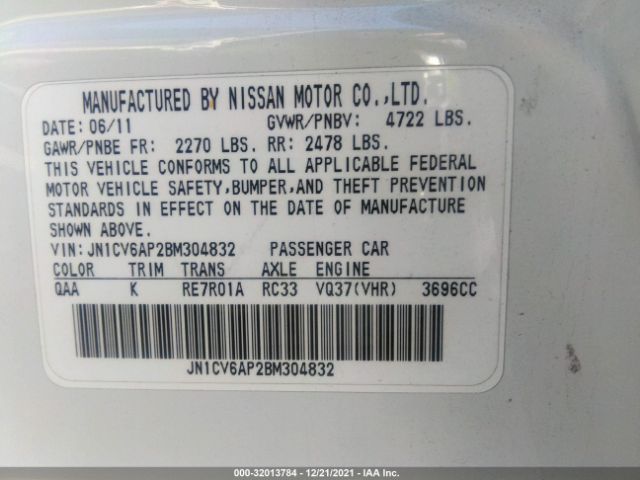 MANUFACTURED BY NISSAN MOTOR CO.,LTD.
DATE: 06/11 GVWR/PNBV: 4722 LBS.
GAWR/PNBE FR: 2270 LBS. RR: 2478 LBS.
THIS VEHICLE CONFORMS TO ALL APPLICABLE FEDERAL
MOTOR VEHICLE SAFETY,BUMPER,AND THEFT PREVENTION
STANDARDS IN EFFECT ON THE DATE OF MANUFACTURE
SHOWN ABOVE.
VIN:JN1CV6AP2BM304832 PASSENGER CAR
COLOR TRIM TRANS AXLE ENGINE
QAA K RE7R01A RC33 VQ37(VHR) 3696CC
JN1CV6AP2BM304832
000-32013784 - 12/21/2021 - IAA Inc.